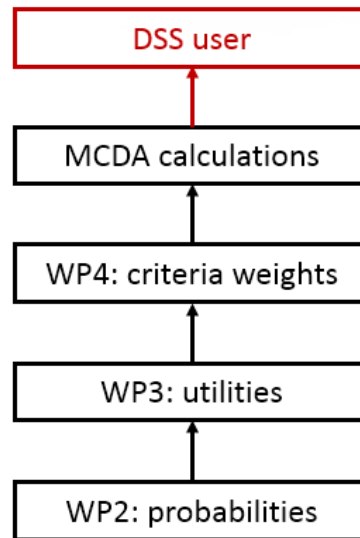 DSS user
MCDA calculations
WP4: criteria weights
WP3: utilities
WP2: probabilities